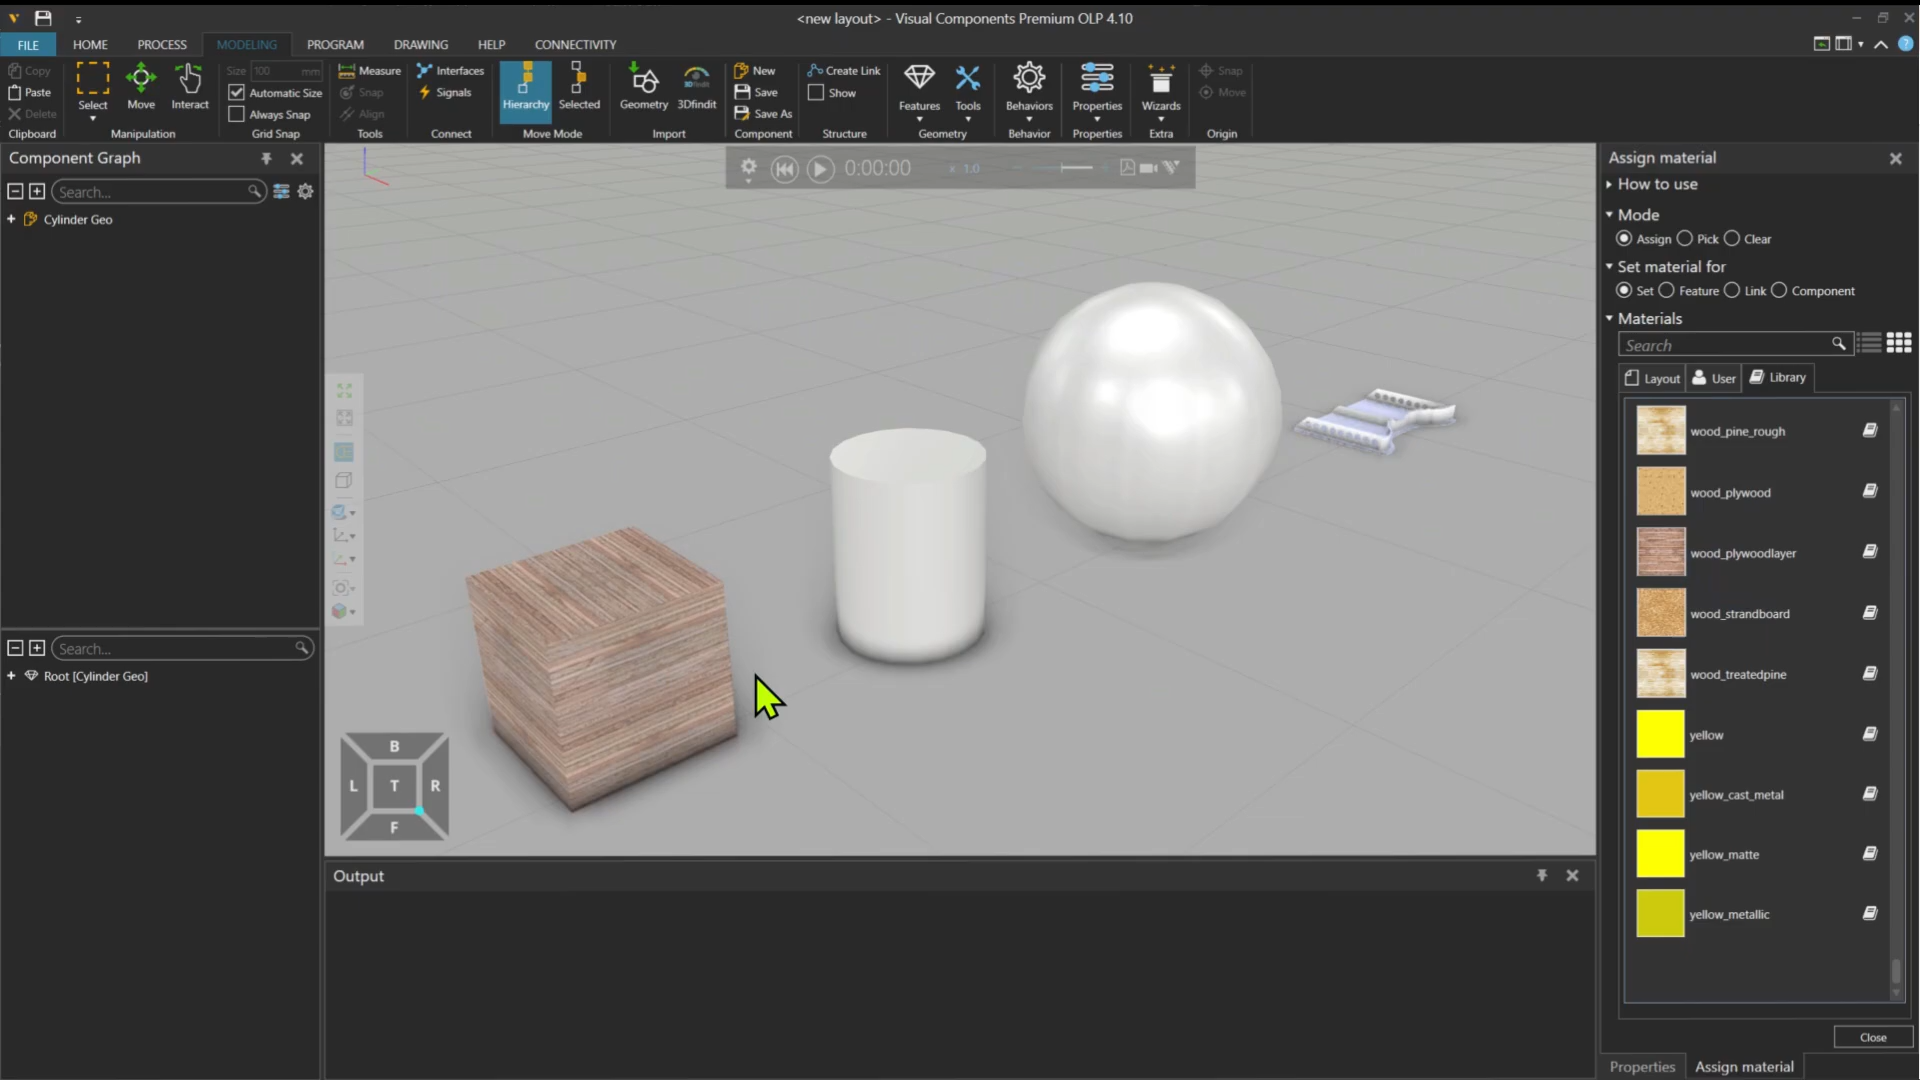 <new layout> - Visual Components Premium OLP 4.10
FILE HOME PROCESS MODELING PROGRAM DRAWING HELP CONNECTIVITY
Copy
Paste
Delete
Clipboard
Select
Move
Interact
Manipulation
Size 100 mm
Automatic Size
Always Snap
Grid Snap
Measure
Snap
Align
Tools
Interfaces
Signals
Connect
Hierarchy
Selected
Move Mode
Geometry
3Dfindit
Import
New
Save
Save As
Component
Create Link
Show
Structure
Features
Tools
Geometry
Behaviors
Behavior
Properties
Properties
Wizards
Extra
Snap
Move
Origin
Component Graph
Search...
Cylinder Geo
Search...
Root [Cylinder Geo]
0:00:00
x 1.0
B
L T R
F
Output
Assign material
How to use
Mode
Assign Pick Clear
Set material for
Set Feature Link Component
Materials
Search
Layout User Library
wood_pine_rough
wood_plywood
wood_plywoodlayer
wood_strandboard
wood_treatedpine
yellow
yellow_cast_metal
yellow_matte
yellow_metallic
Close
Properties Assign material